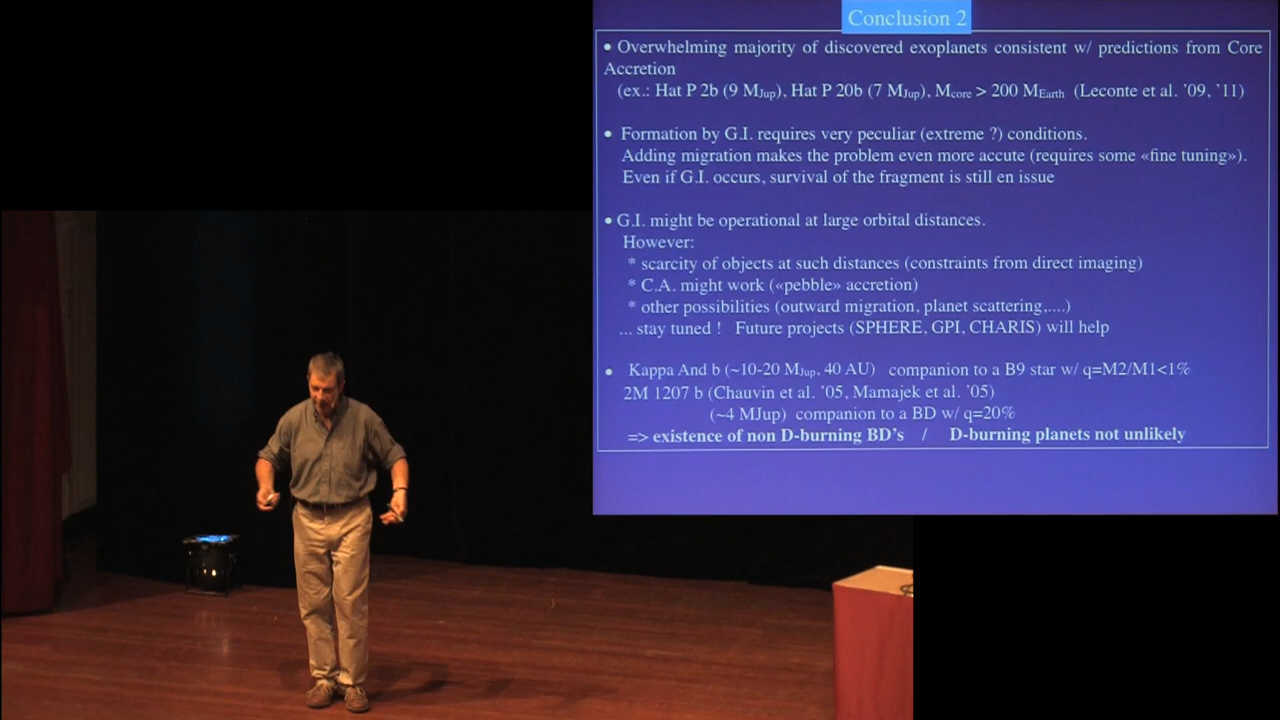 Conclusion 2
• Overwhelming majority of discovered exoplanets consistent w/ predictions from Core
Accretion
(ex.: Hat P 2b (9 MJup), Hat P 20b (7 MJup), Mcore > 200 MEarth (Leconte et al. '09, '11)
• Formation by G.I. requires very peculiar (extreme ?) conditions.
Adding migration makes the problem even more accute (requires some «fine tuning»).
Even if G.I. occurs, survival of the fragment is still en issue
• G.I. might be operational at large orbital distances.
However:
* scarcity of objects at such distances (constraints from direct imaging)
* C.A. might work («pebble» accretion)
* other possibilities (outward migration, planet scattering,....)
... stay tuned ! Future projects (SPHERE, GPI, CHARIS) will help
• Kappa And b (~10-20 MJup, 40 AU) companion to a B9 star w/ q=M2/M1<1%
2M 1207 b (Chauvin et al. '05, Mamajek et al. '05)
(~4 MJup) companion to a BD w/ q=20%
=> existence of non D-burning BD's / D-burning planets not unlikely